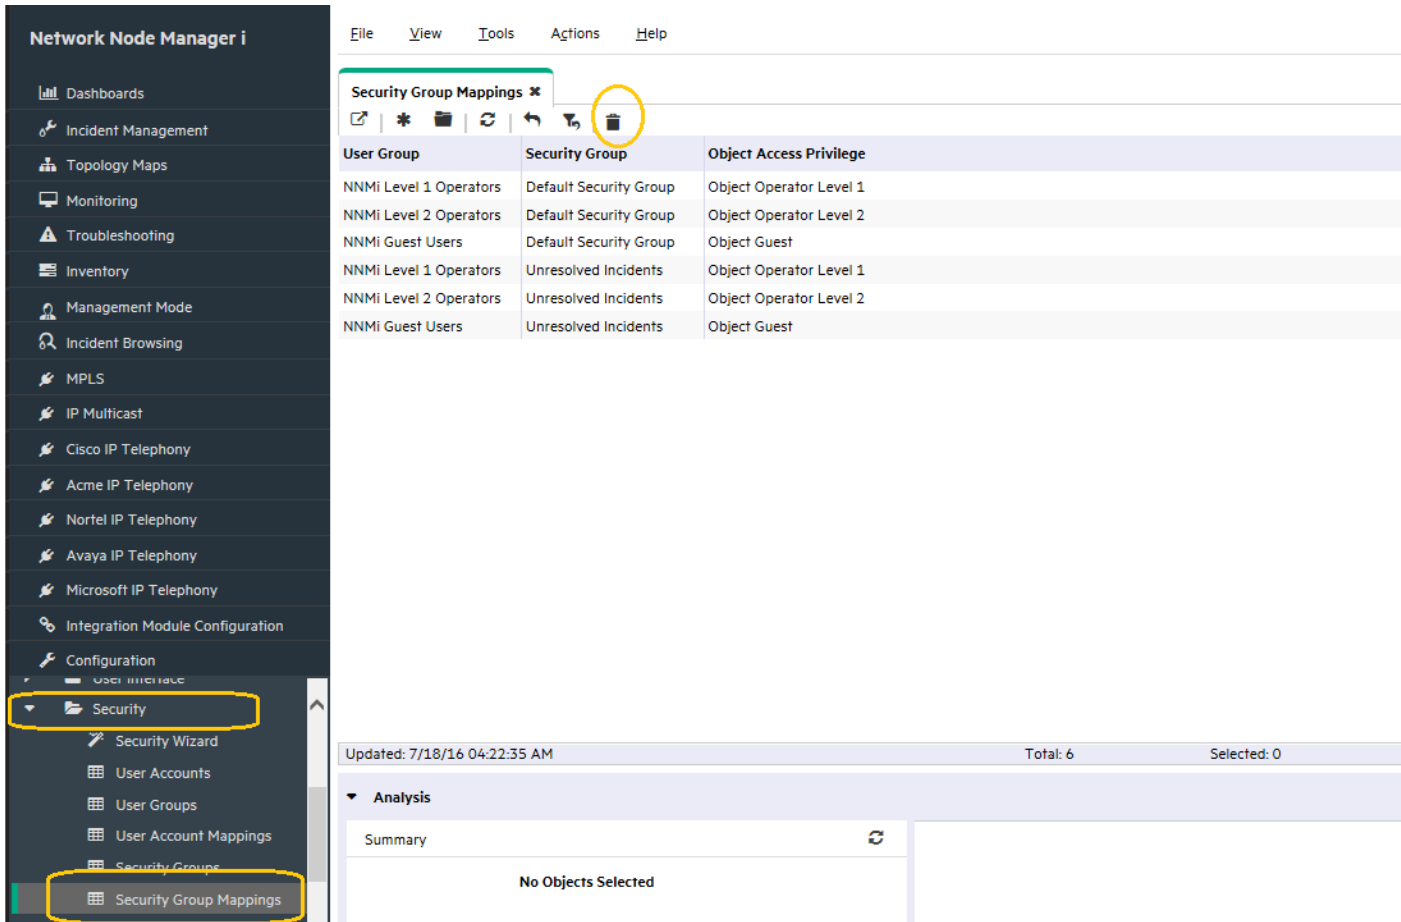 Network Node Manager i
File View Tools Actions Help
Dashboards
Incident Management
Topology Maps
Monitoring
Troubleshooting
Inventory
Management Mode
Incident Browsing
MPLS
IP Multicast
Cisco IP Telephony
Acme IP Telephony
Nortel IP Telephony
Avaya IP Telephony
Microsoft IP Telephony
Integration Module Configuration
Configuration
User Interface
Security
Security Wizard
User Accounts
User Groups
User Account Mappings
Security Groups
Security Group Mappings
Security Group Mappings
User Group Security Group Object Access Privilege
NNMi Level 1 Operators Default Security Group Object Operator Level 1
NNMi Level 2 Operators Default Security Group Object Operator Level 2
NNMi Guest Users Default Security Group Object Guest
NNMi Level 1 Operators Unresolved Incidents Object Operator Level 1
NNMi Level 2 Operators Unresolved Incidents Object Operator Level 2
NNMi Guest Users Unresolved Incidents Object Guest
Updated: 7/18/16 04:22:35 AM Total: 6 Selected: 0
Analysis
Summary
No Objects Selected